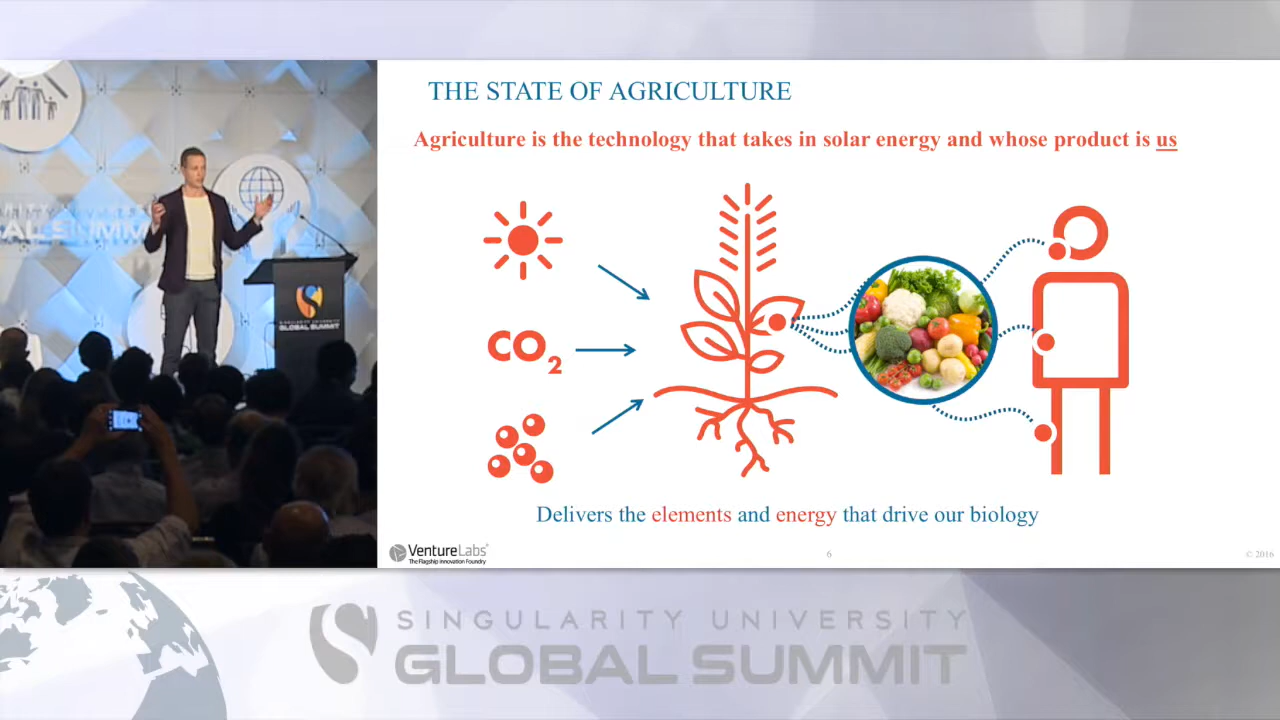 THE STATE OF AGRICULTURE
Agriculture is the technology that takes in solar energy and whose product is us
CO2
Delivers the elements and energy that drive our biology
VentureLabs®
The Flagship Innovation Foundry
6
© 2016
GLOBAL SUMMIT
SINGULARITY UNIVERSITY
GLOBAL SUMMIT